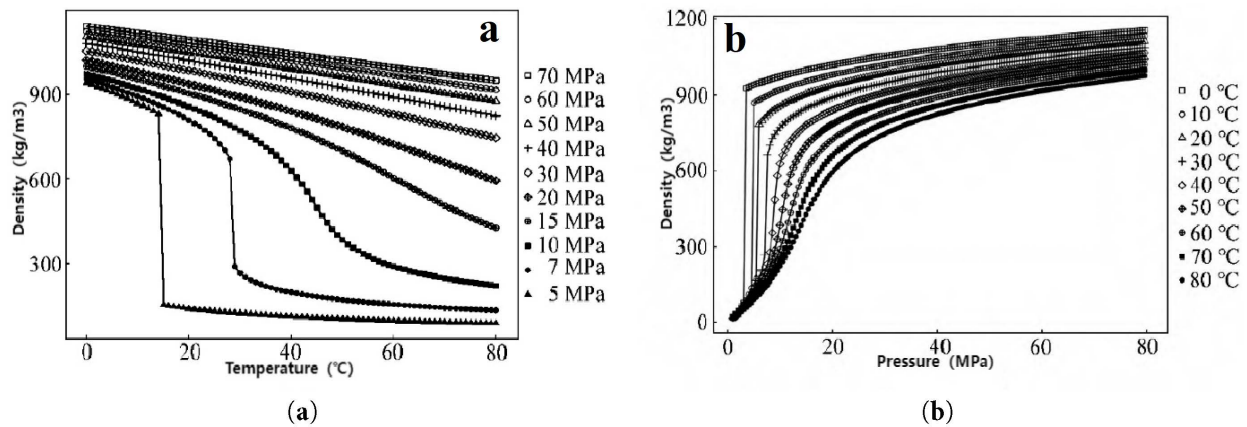 a
Density (kg/m3)
900
600
300
0
20
40
60
80
Temperature (℃)
70 MPa
60 MPa
50 MPa
40 MPa
30 MPa
20 MPa
15 MPa
10 MPa
7 MPa
5 MPa
(a)
b
Density (kg/m3)
1200
900
600
300
0
0
20
40
60
80
Pressure (MPa)
0 ℃
10 ℃
20 ℃
30 ℃
40 ℃
50 ℃
60 ℃
70 ℃
80 ℃
(b)